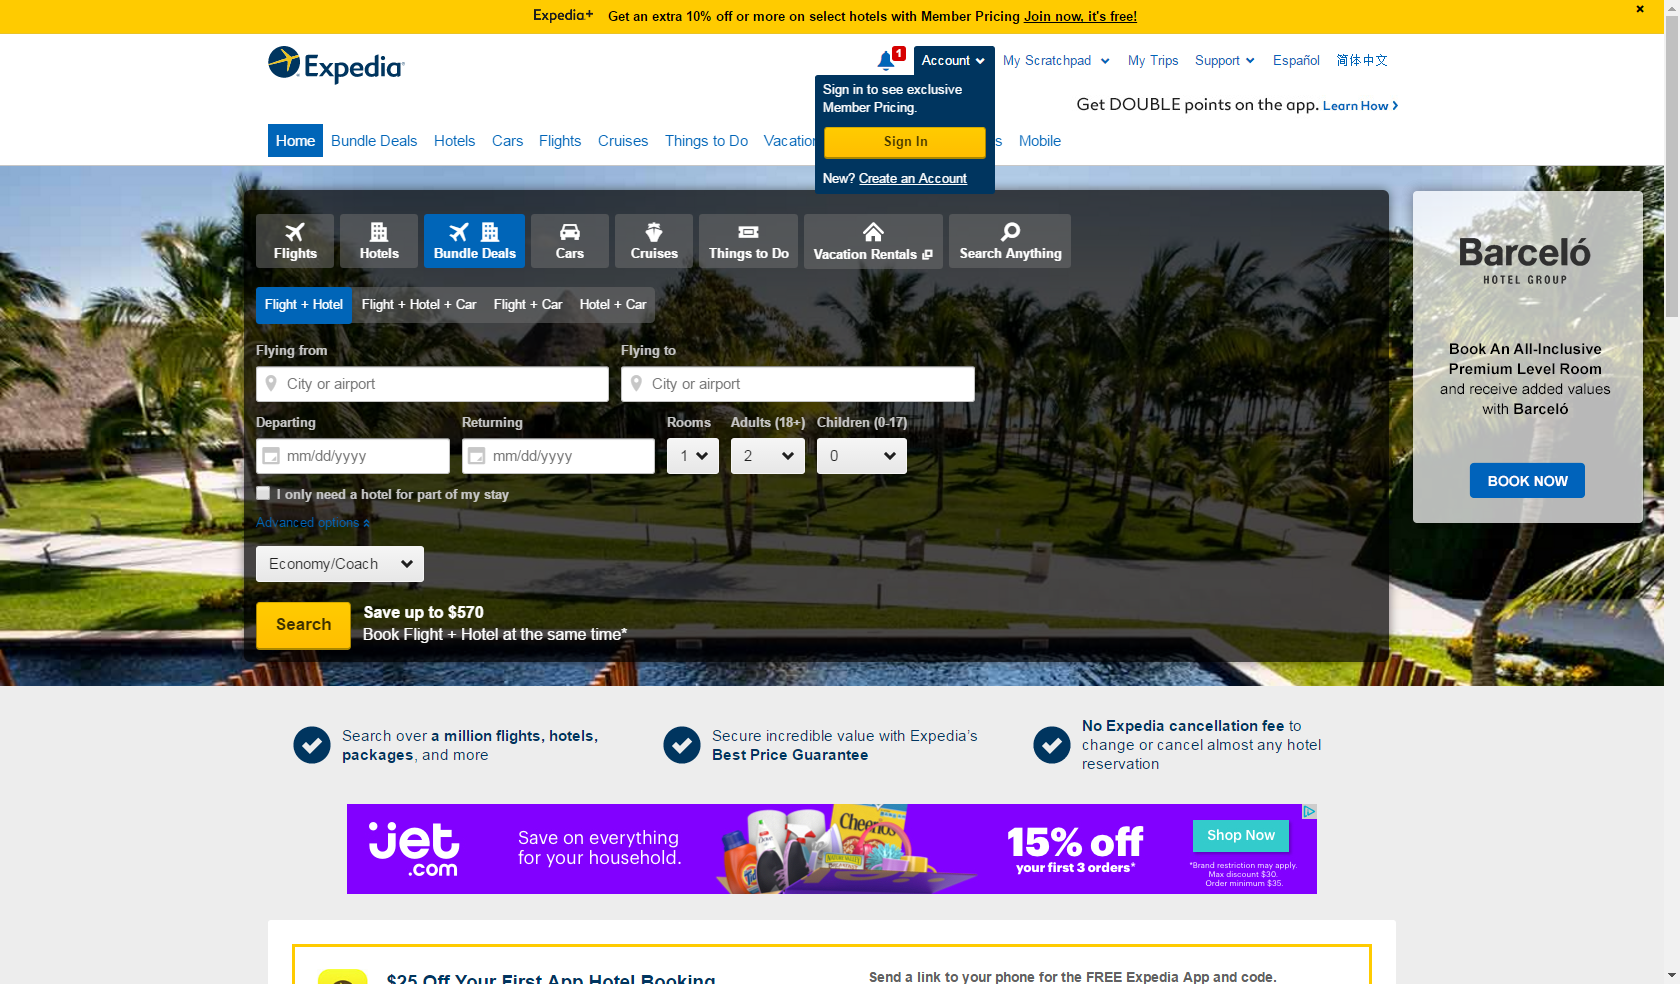 Expedia+ Get an extra 10% off or more on select hotels with Member Pricing Join now, it's free!
Expedia
1
Account
My Scratchpad
My Trips
Support
Español
简体中文
Sign in to see exclusive
Member Pricing.
Sign In
New? Create an Account
Get DOUBLE points on the app. Learn How
Home
Bundle Deals
Hotels
Cars
Flights
Cruises
Things to Do
Mobile
Flights
Hotels
Bundle Deals
Cars
Cruises
Things to Do
Vacation Rentals
Search Anything
Flight + Hotel
Flight + Hotel + Car
Flight + Car
Hotel + Car
Flying from
Flying to
City or airport
City or airport
Departing
Returning
Rooms
Adults (18+)
Children (0-17)
mm/dd/yyyy
mm/dd/yyyy
1
2
0
I only need a hotel for part of my stay
Advanced options
Economy/Coach
Search
Save up to $570
Book Flight + Hotel at the same time*
Barceló
HOTEL GROUP
Book An All-Inclusive
Premium Level Room
and receive added values
with Barceló
BOOK NOW
Search over a million flights, hotels,
packages, and more
Secure incredible value with Expedia's
Best Price Guarantee
No Expedia cancellation fee to
change or cancel almost any hotel
reservation
jet
.com
Save on everything
for your household.
Tide
Cheerios
15% off
your first 3 orders*
Shop Now
*Brand restriction may apply.
Max discount $30.
Order minimum $35.
$25 Off Your First App Hotel Booking
Send a link to your phone for the FREE Expedia App and code.